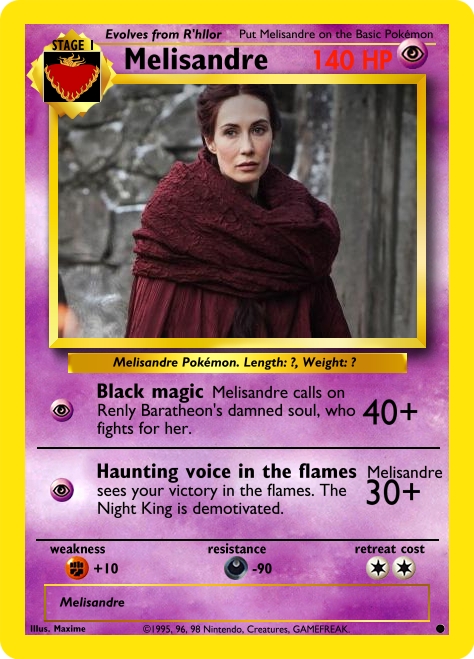 Evolves from R'hllor Put Melisandre on the Basic Pokémon
STAGE 1
Melisandre 140 HP
Melisandre Pokémon. Length: ?, Weight: ?
Black magic Melisandre calls on
Renly Baratheon's damned soul, who
fights for her.
40+
Haunting voice in the flames Melisandre
sees your victory in the flames. The
Night King is demotivated.
30+
weakness resistance retreat cost
+10 -90
Melisandre
Illus. Maxime ©1995, 96, 98 Nintendo, Creatures, GAMEFREAK.